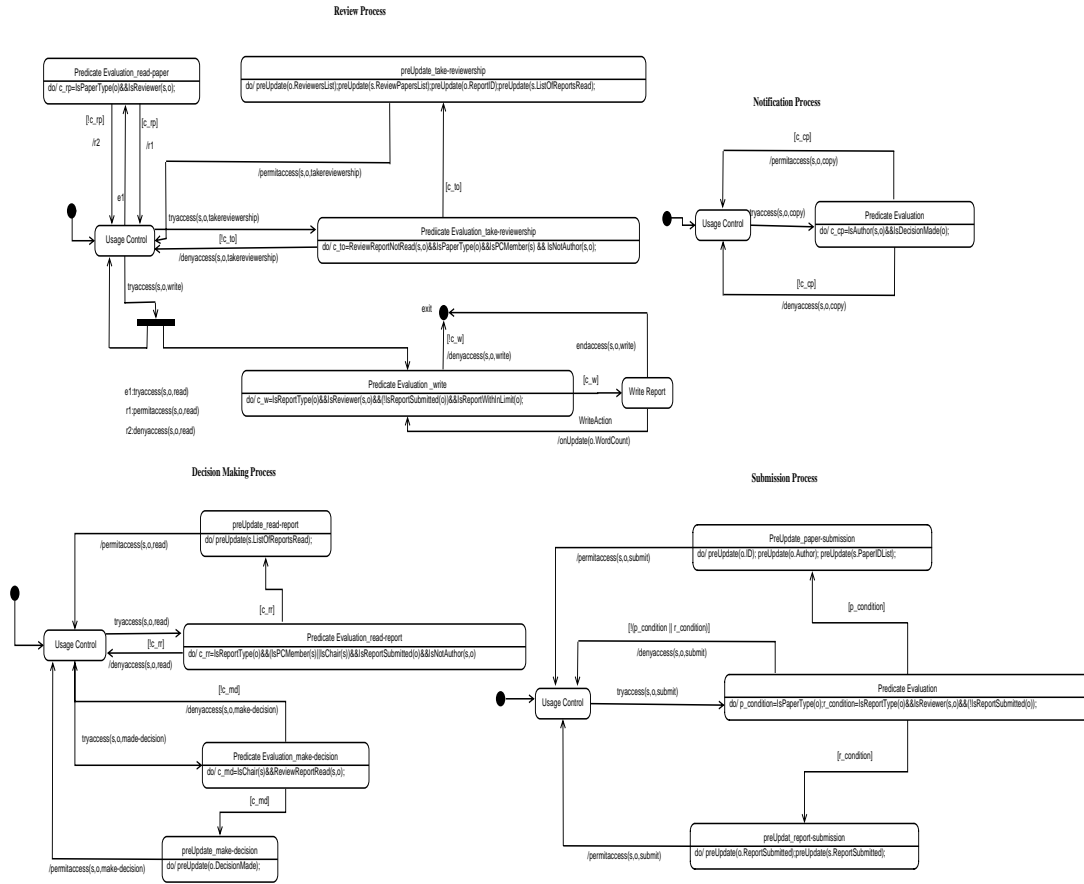 Review Process
Predicate Evaluation_read-paper
do/ c_rp=IsPaperType(o)&&IsReviewer(s,o);
preUpdate_take-reviewership
do/ preUpdate(o.ReviewersList);preUpdate(s.ReviewPapersList);preUpdate(o.ReportID);preUpdate(s.ListOfReportsRead);
[!c_rp]
/r2
[c_rp]
/r1
/permitaccess(s,o,takereviewership)
[c_to]
e1
tryaccess(s,o,takereviewership)
Usage Control
[!c_to]
/denyaccess(s,o,takereviewership)
Predicate Evaluation_take-reviewership
do/ c_to=ReviewReportNotRead(s,o)&&IsPaperType(o)&&IsPCMember(s) && IsNotAuthor(s,o);
tryaccess(s,o,write)
exit
[!c_w]
/denyaccess(s,o,write)
endaccess(s,o,write)
Predicate Evaluation _write
do/ c_w=IsReportType(o)&&IsReviewer(s,o)&&(!IsReportSubmitted(o))&&IsReportWithInLimit(o);
[c_w]
Write Report
WriteAction
/onUpdate(o.WordCount)
e1:tryaccess(s,o,read)
r1:permitaccess(s,o,read)
r2:denyaccess(s,o,read)
Notification Process
[c_cp]
/permitaccess(s,o,copy)
Usage Control
tryaccess(s,o,copy)
Predicate Evaluation
do/ c_cp=IsAuthor(s,o)&&IsDecisionMade(o);
[!c_cp]
/denyaccess(s,o,copy)
Decision Making Process
preUpdate_read-report
do/ preUpdate(s.ListOfReportsRead);
/permitaccess(s,o,read)
[c_rr]
tryaccess(s,o,read)
Usage Control
[!c_rr]
/denyaccess(s,o,read)
Predicate Evaluation_read-report
do/ c_rr=IsReportType(o)&&(IsPCMember(s)||IsChair(s))&&IsReportSubmitted(o)&&IsNotAuthor(s,o)
[!c_md]
/denyaccess(s,o,make-decision)
tryaccess(s,o,made-decision)
Predicate Evaluation_make-decision
do/ c_md=IsChair(s)&&ReviewReportRead(s,o);
[c_md]
preUpdate_make-decision
do/ preUpdate(o.DecisionMade);
/permitaccess(s,o,make-decision)
Submission Process
PreUpdate_paper-submission
do/ preUpdate(o.ID); preUpdate(o.Author); preUpdate(s.PaperIDList);
/permitaccess(s,o,submit)
[p_condition]
[!(p_condition || r_condition)]
/denyaccess(s,o,submit)
Usage Control
tryaccess(s,o,submit)
Predicate Evaluation
do/ p_condition=IsPaperType(o);r_condition=IsReportType(o)&&IsReviewer(s,o)&&(!IsReportSubmitted(o));
[r_condition]
preUpdat_report-submission
do/ preUpdate(o.ReportSubmitted);preUpdate(s.ReportSubmitted);
/permitaccess(s,o,submit)